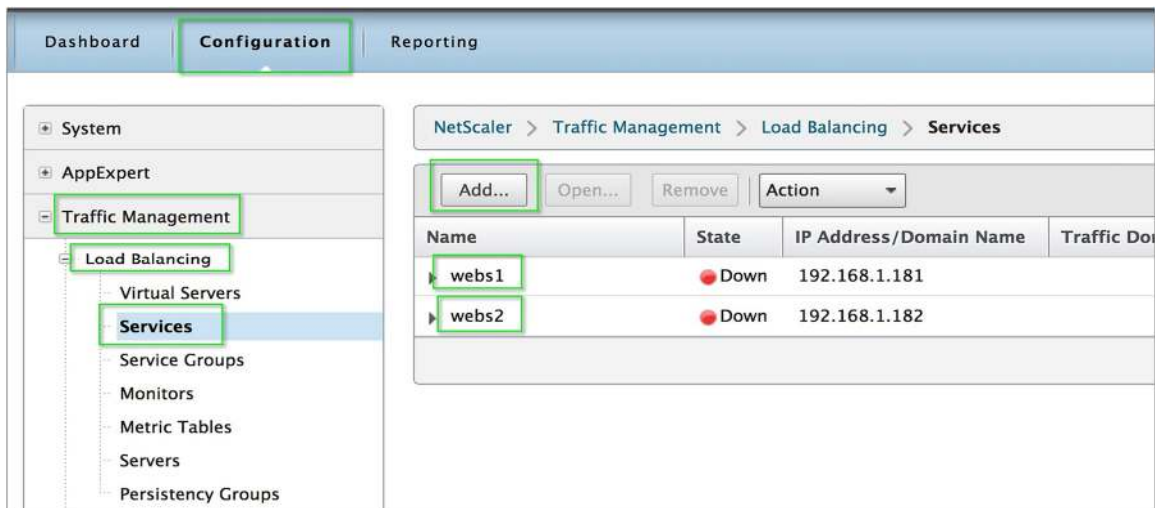 Dashboard Configuration Reporting
System
AppExpert
Traffic Management
Load Balancing
Virtual Servers
Services
Service Groups
Monitors
Metric Tables
Servers
Persistency Groups
NetScaler > Traffic Management > Load Balancing > Services
Add... Open... Remove Action
Name State IP Address/Domain Name Traffic Do
webs1 Down 192.168.1.181
webs2 Down 192.168.1.182